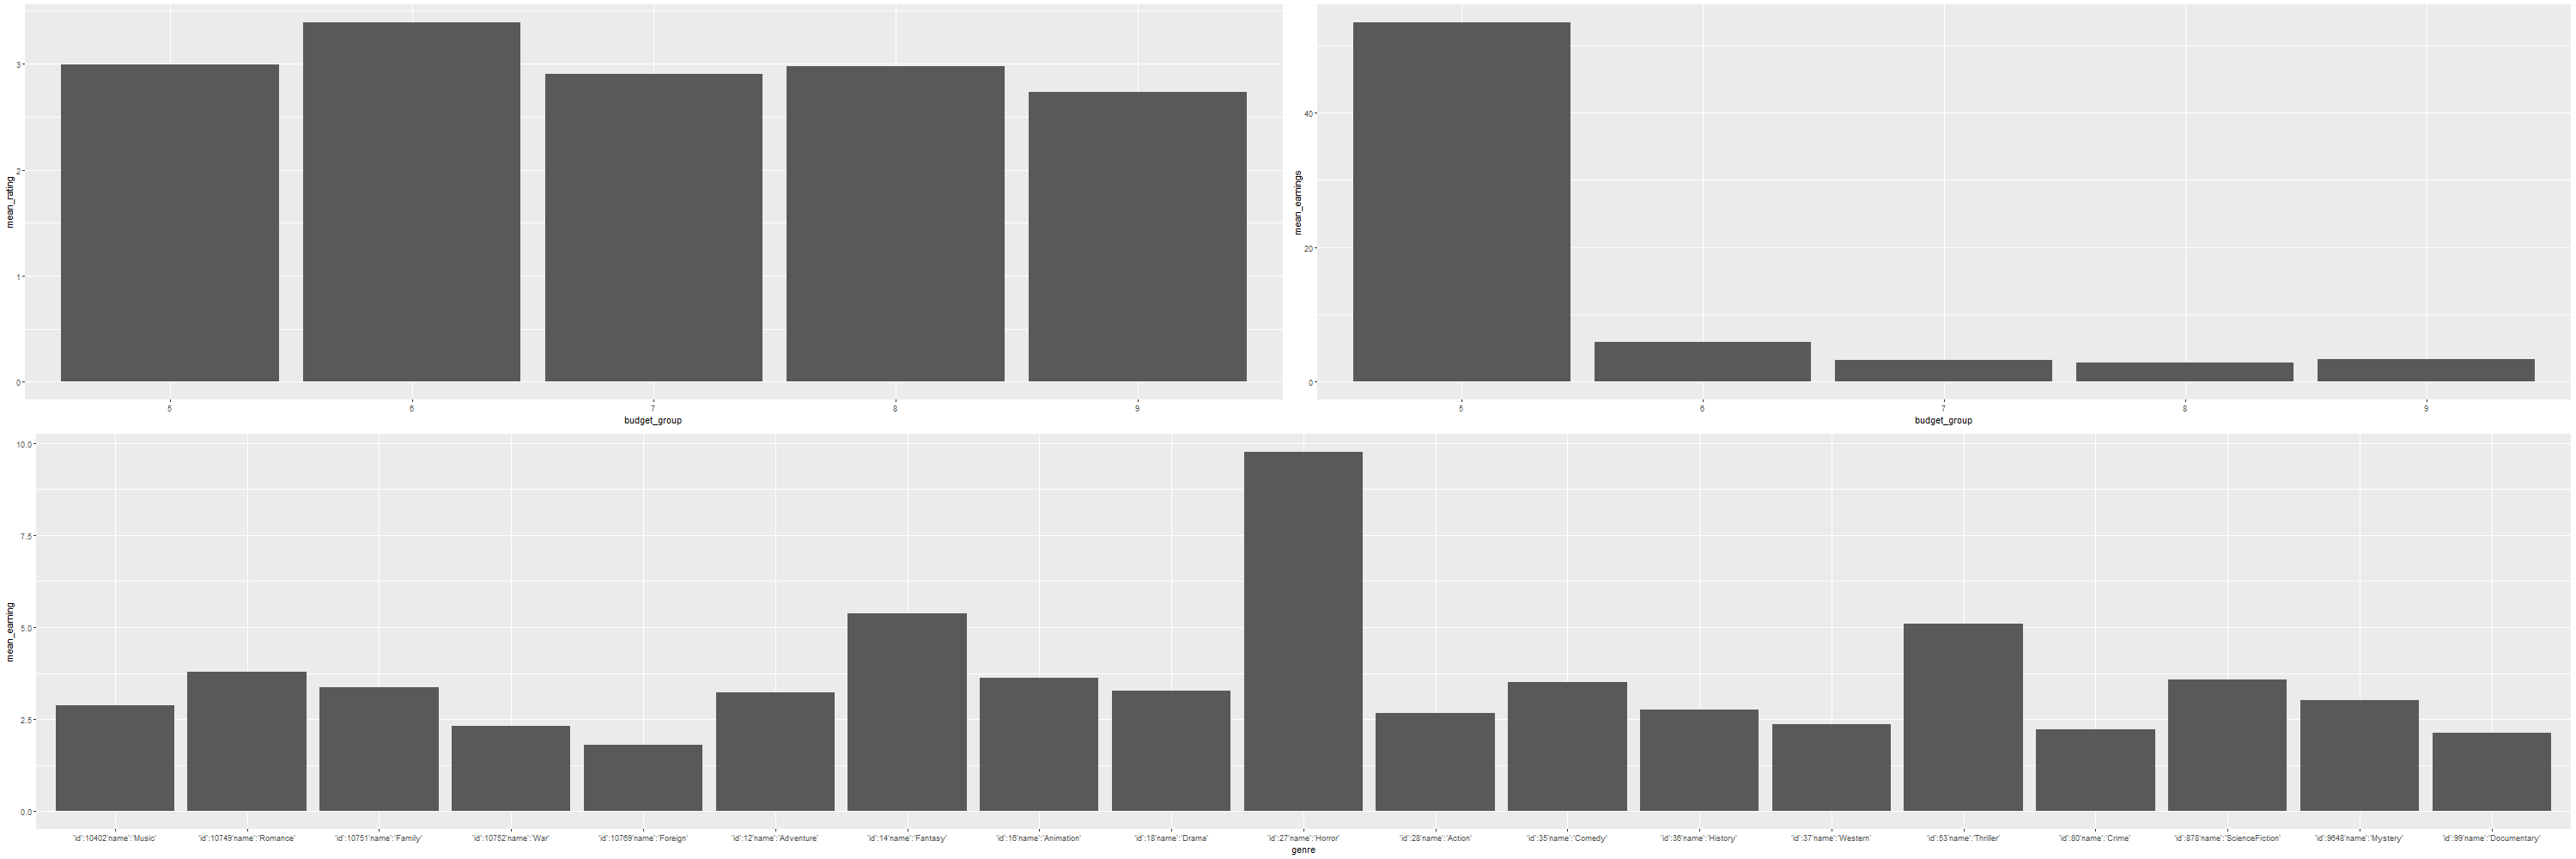 mean_rating
3
2
1
0
5 6 7 8 9
budget_group
mean_earnings
40
20
0
5 6 7 8 9
budget_group
mean_earning
10.0
7.5
5.0
2.5
0.0
'id':10402'name':'Music' 'id':10749'name':'Romance' 'id':10751'name':'Family' 'id':10752'name':'War' 'id':10769'name':'Foreign' 'id':12'name':'Adventure' 'id':14'name':'Fantasy' 'id':16'name':'Animation' 'id':18'name':'Drama' 'id':27'name':'Horror' 'id':28'name':'Action' 'id':35'name':'Comedy' 'id':36'name':'History' 'id':37'name':'Western' 'id':53'name':'Thriller' 'id':80'name':'Crime' 'id':878'name':'ScienceFiction' 'id':9648'name':'Mystery' 'id':99'name':'Documentary'
genre